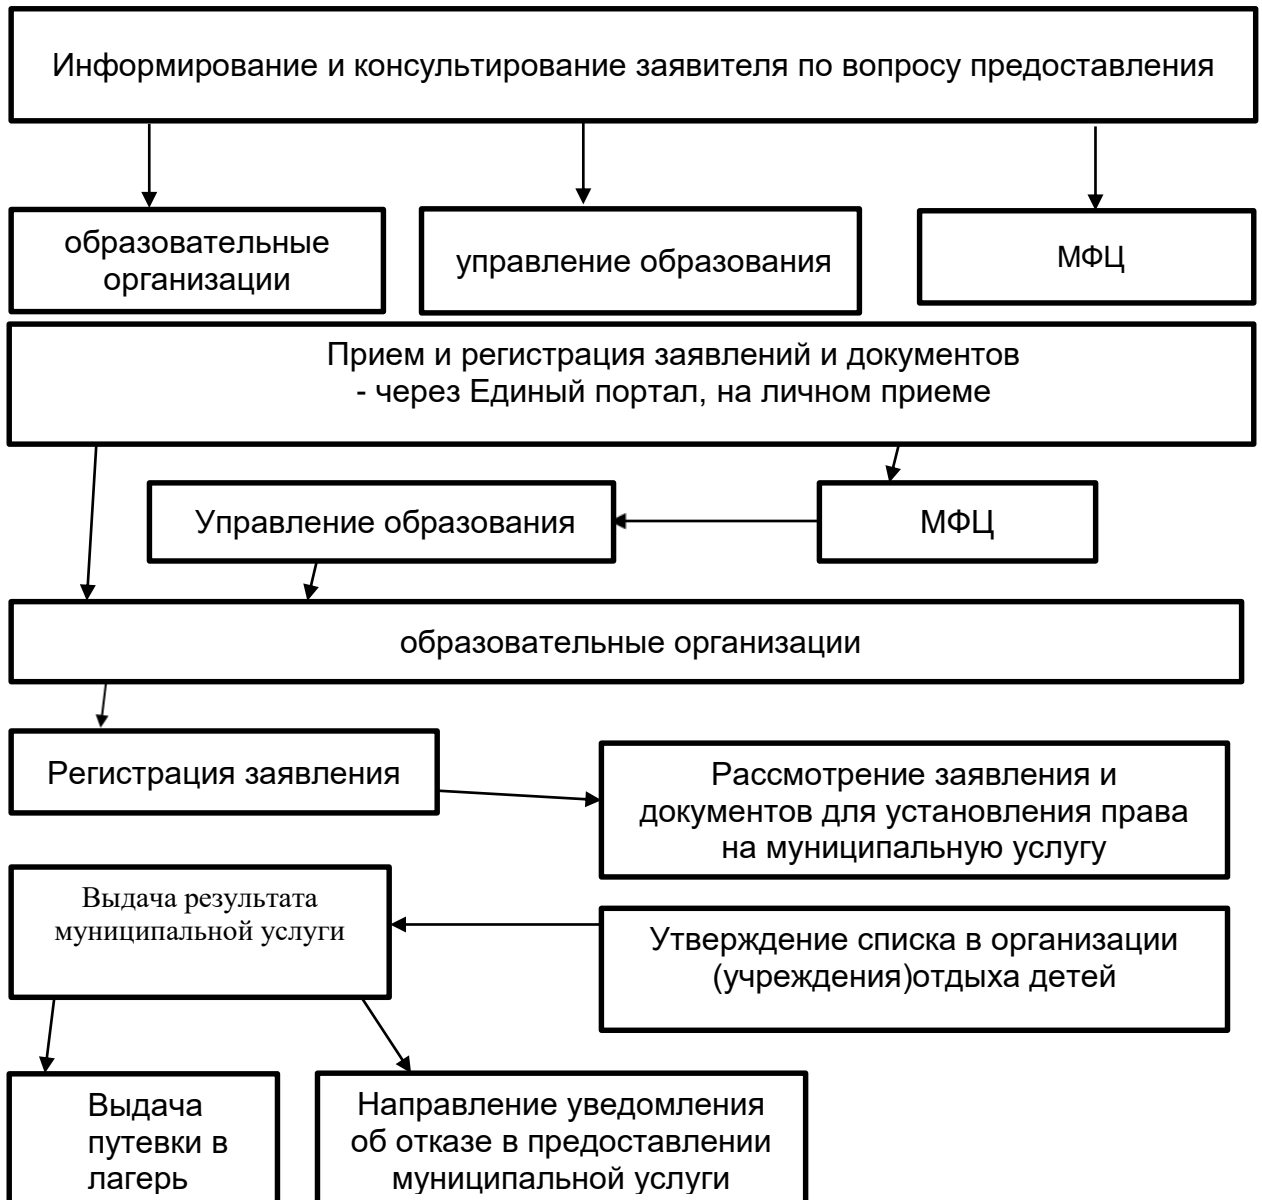 Информирование и консультирование заявителя по вопросу предоставления
образовательные
организации
управление образования
МФЦ
Прием и регистрация заявлений и документов
- через Единый портал, на личном приеме
Управление образования
МФЦ
образовательные организации
Регистрация заявления
Рассмотрение заявления и
документов для установления права
на муниципальную услугу
Выдача результата
муниципальной услуги
Утверждение списка в организации
(учреждения)отдыха детей
Выдача
путевки в
лагерь
Направление уведомления
об отказе в предоставлении
муниципальной услуги